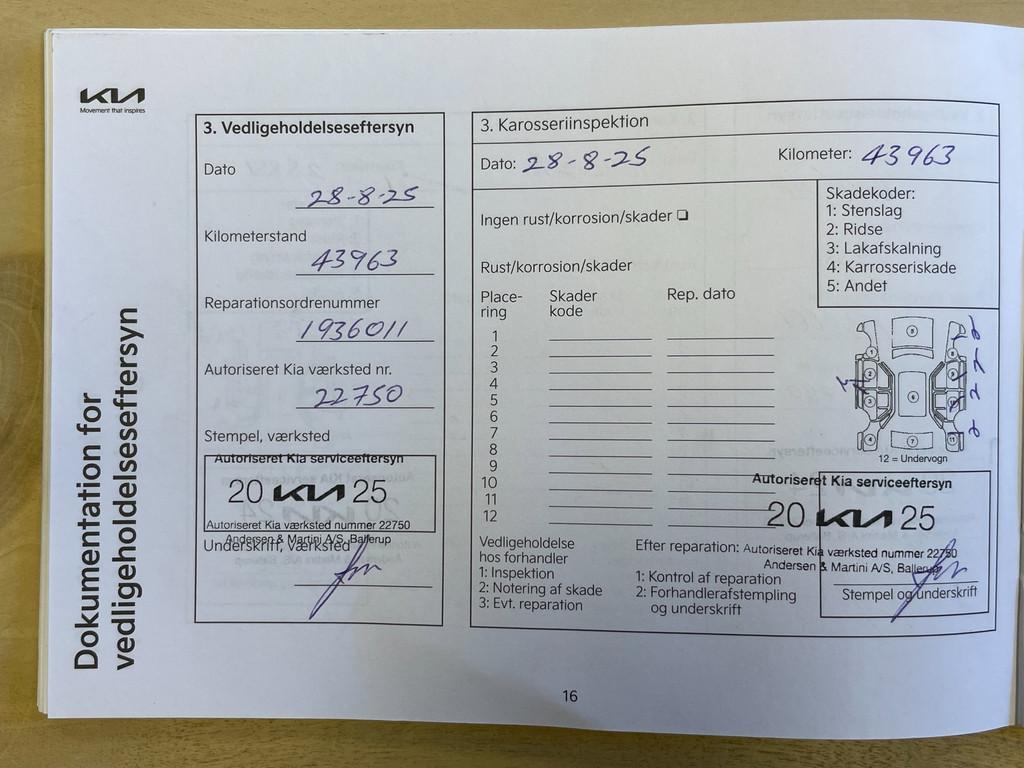 KIA
Movement that inspires
Dokumentation for
vedligeholdelseseftersyn
3. Vedligeholdelseseftersyn
Dato
28-8-25
Kilometerstand
43963
Reparationsordrenummer
1936011
Autoriseret Kia værksted nr.
22750
Stempel, værksted
Autoriseret Kia serviceeftersyn
20 KIA 25
Autoriseret Kia værksted nummer 22750
Andersen & Martini A/S, Ballerup
Underskrift, værksted
3. Karosseriinspektion
Dato: 28-8-25 Kilometer: 43963
Ingen rust/korrosion/skader ❏
Skadekoder:
1: Stenslag
2: Ridse
3: Lakafskalning
4: Karrosseriskade
5: Andet
Rust/korrosion/skader
Place-
ring
Skader
kode
Rep. dato
1
2
3
4
5
6
7
8
9
10
11
12
12 = Undervogn
Autoriseret Kia serviceeftersyn
20 KIA 25
Autoriseret Kia værksted nummer 22750
Andersen & Martini A/S, Ballerup
Vedligeholdelse
hos forhandler
1: Inspektion
2: Notering af skade
3: Evt. reparation
Efter reparation:
1: Kontrol af reparation
2: Forhandlerafstempling
og underskrift
Stempel og underskrift
16